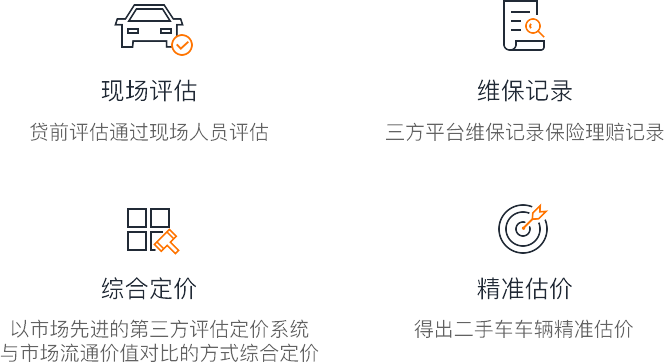 现场评估
贷前评估通过现场人员评估
维保记录
三方平台维保记录保险理赔记录
综合定价
以市场先进的第三方评估定价系统
与市场流通价值对比的方式综合定价
精准估价
得出二手车车辆精准估价